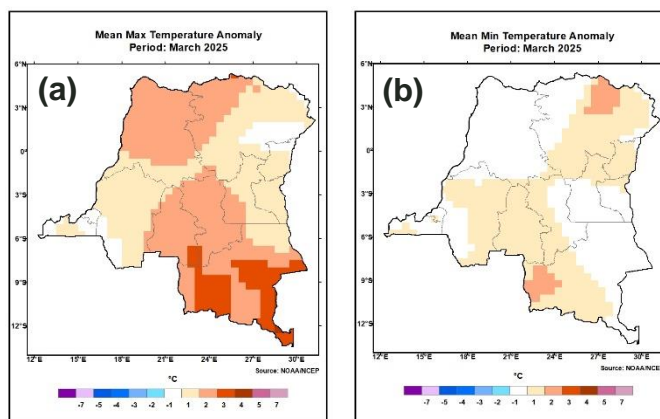 Mean Max Temperature Anomaly
Period: March 2025
(a)
6°N
3°N
0°
3°S
6°S
9°S
12°S
12°E 15°E 18°E 21°E 24°E 27°E 30°E
Source: NOAA/NCEP
°C
-7 -5 -4 -3 -2 -1 1 2 3 4 5 7
Mean Min Temperature Anomaly
Period: March 2025
(b)
6°N
3°N
0°
3°S
6°S
9°S
12°S
12°E 15°E 18°E 21°E 24°E 27°E 30°E
Source: NOAA/NCEP
°C
-7 -5 -4 -3 -2 -1 1 2 3 4 5 7